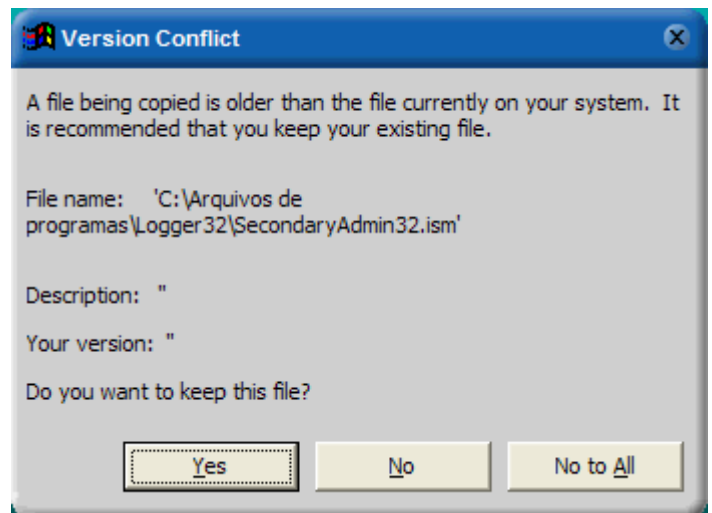 Version Conflict
A file being copied is older than the file currently on your system. It
is recommended that you keep your existing file.
File name: 'C:\Arquivos de
programas\Logger32\SecondaryAdmin32.ism'
Description: "
Your version: "
Do you want to keep this file?
Yes No No to All